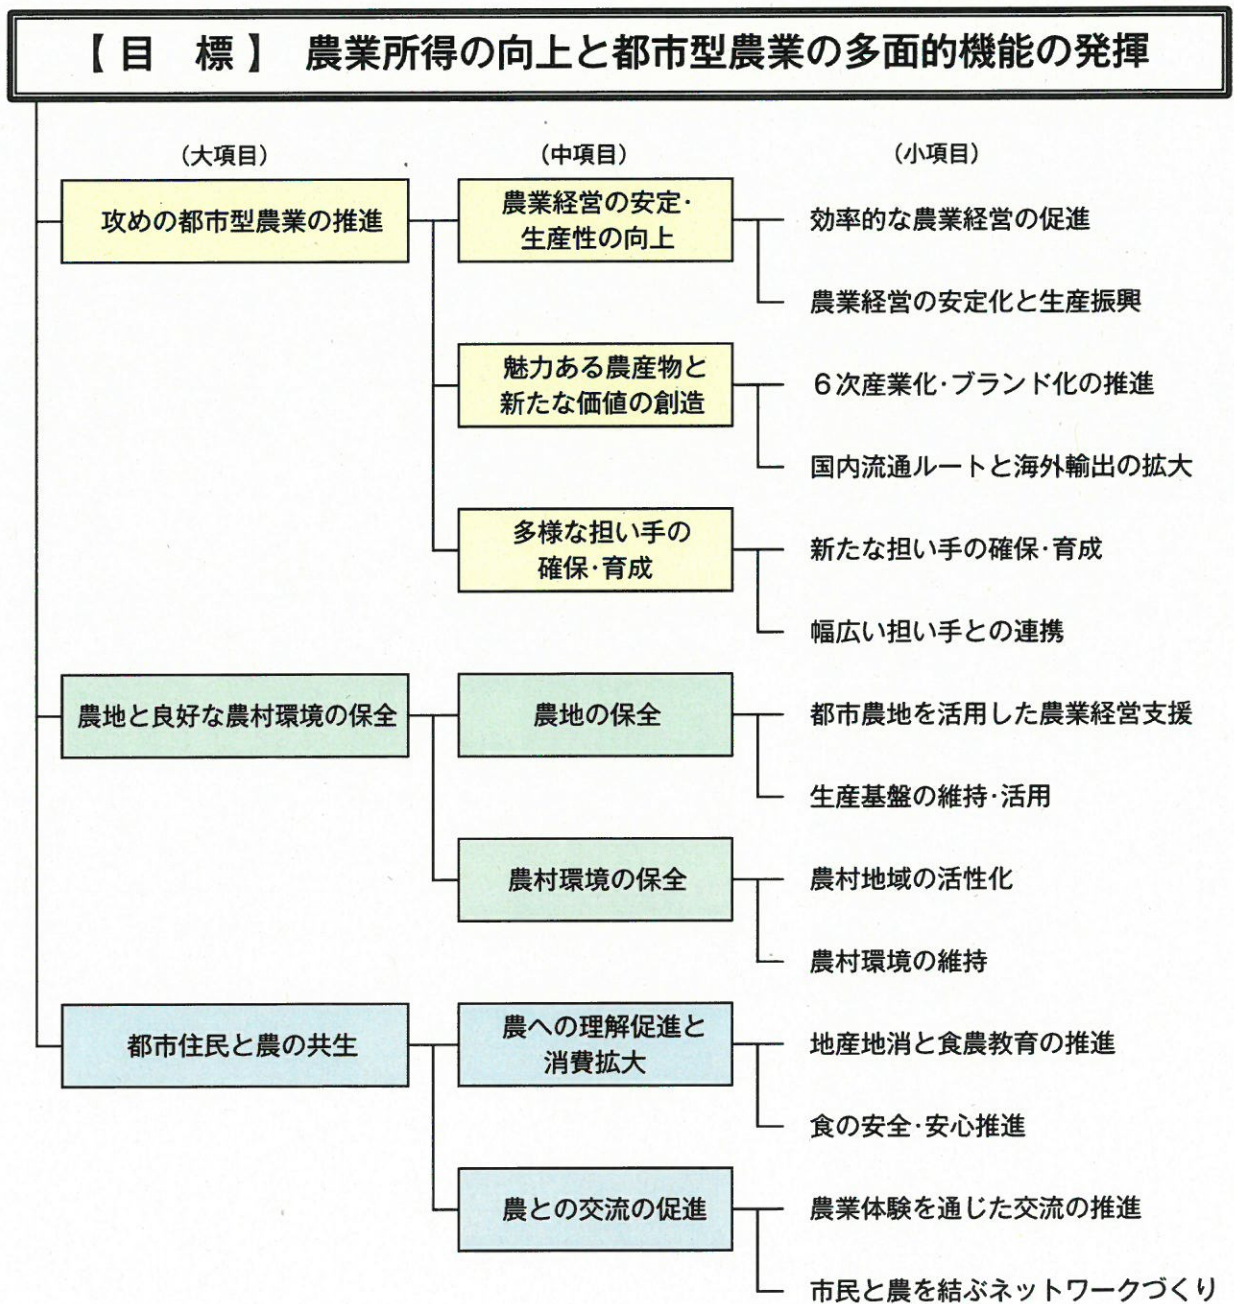 【目　標】 農業所得の向上と都市型農業の多面的機能の発揮
（大項目）
（中項目）
（小項目）
攻めの都市型農業の推進
農業経営の安定・
生産性の向上
効率的な農業経営の促進
農業経営の安定化と生産振興
魅力ある農産物と
新たな価値の創造
６次産業化・ブランド化の推進
国内流通ルートと海外輸出の拡大
多様な担い手の
確保・育成
新たな担い手の確保・育成
幅広い担い手との連携
農地と良好な農村環境の保全
農地の保全
都市農地を活用した農業経営支援
生産基盤の維持・活用
農村環境の保全
農村地域の活性化
農村環境の維持
都市住民と農の共生
農への理解促進と
消費拡大
地産地消と食農教育の推進
食の安全・安心推進
農との交流の促進
農業体験を通じた交流の推進
市民と農を結ぶネットワークづくり